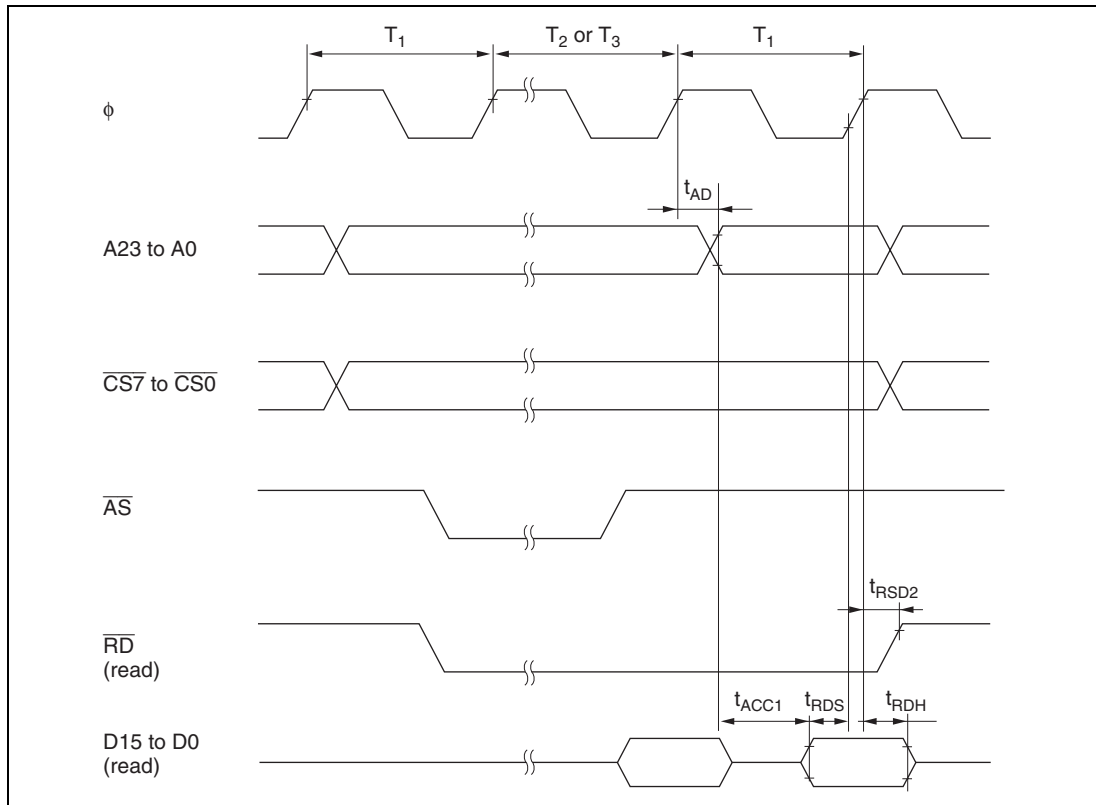 T1 T2 or T3 T1
ϕ
tAD
A23 to A0
CS7 to CS0
AS
tRSD2
RD
(read)
tACC1 tRDS tRDH
D15 to D0
(read)